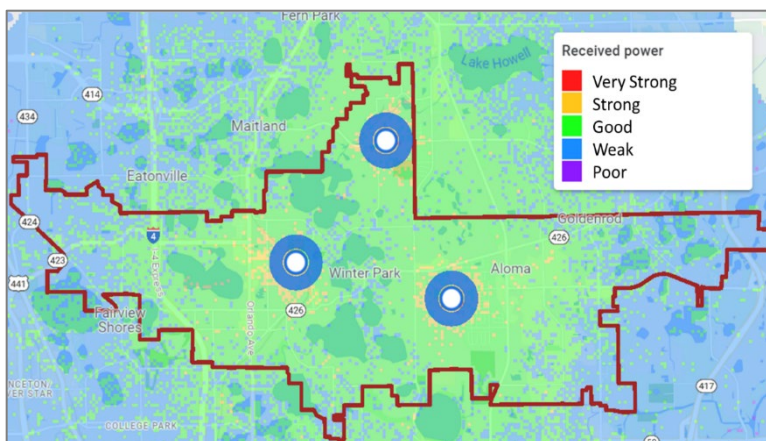 Fern Park
Received power
Very Strong
Strong
Good
Weak
Poor
Lake Howell
414
434
Maitland
Eatonville
Goldenrod
424
4
426
423
Winter Park
Aloma
441
426
Fairview
Shores
417
COLLEGE PARK